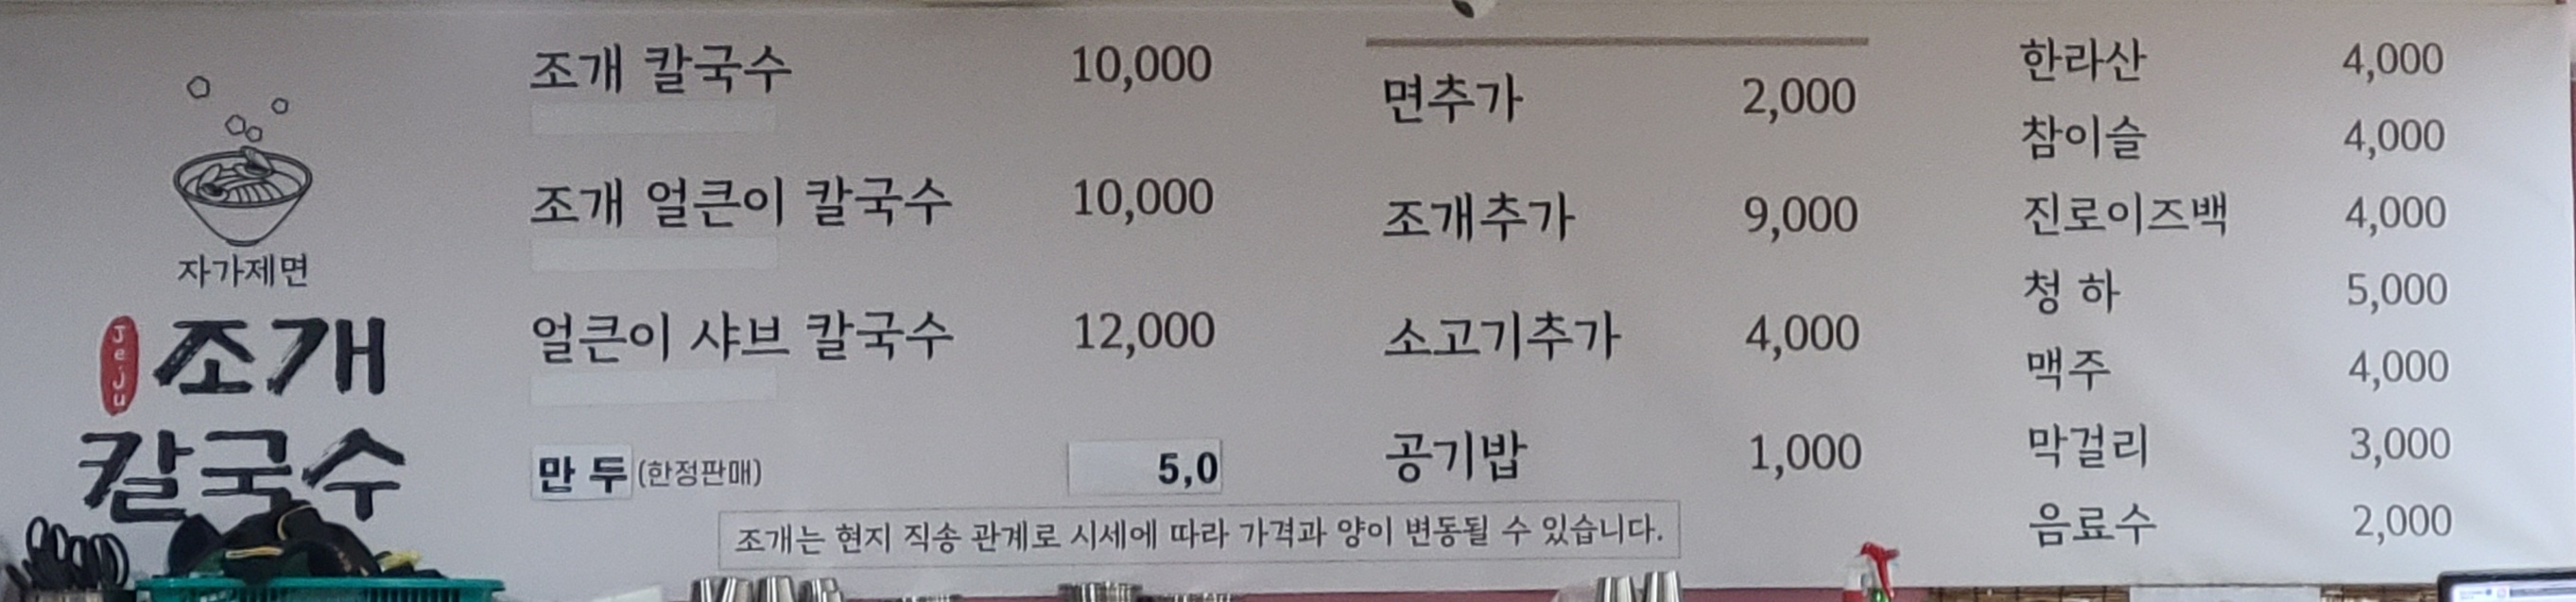 자가제면
Jeju
조개
칼국수
조개 칼국수 10,000
조개 얼큰이 칼국수 10,000
얼큰이 샤브 칼국수 12,000
만 두 (한정판매) 5,0
면추가 2,000
조개추가 9,000
소고기추가 4,000
공기밥 1,000
한라산 4,000
참이슬 4,000
진로이즈백 4,000
청 하 5,000
맥주 4,000
막걸리 3,000
음료수 2,000
조개는 현지 직송 관계로 시세에 따라 가격과 양이 변동될 수 있습니다.